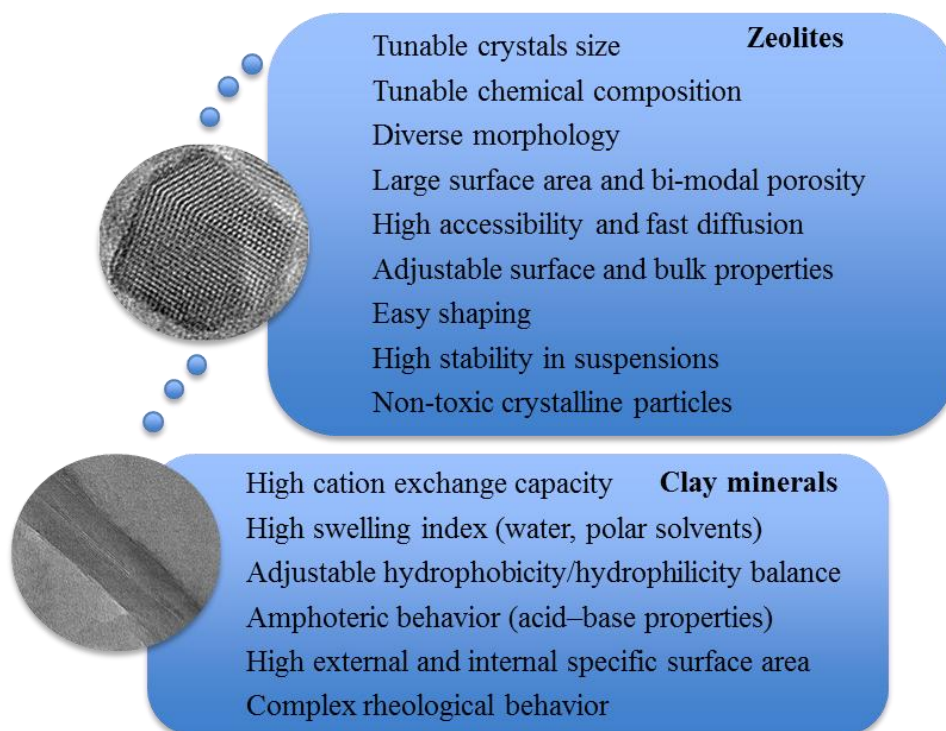 Zeolites
Tunable crystals size
Tunable chemical composition
Diverse morphology
Large surface area and bi-modal porosity
High accessibility and fast diffusion
Adjustable surface and bulk properties
Easy shaping
High stability in suspensions
Non-toxic crystalline particles
Clay minerals
High cation exchange capacity
High swelling index (water, polar solvents)
Adjustable hydrophobicity/hydrophilicity balance
Amphoteric behavior (acid–base properties)
High external and internal specific surface area
Complex rheological behavior